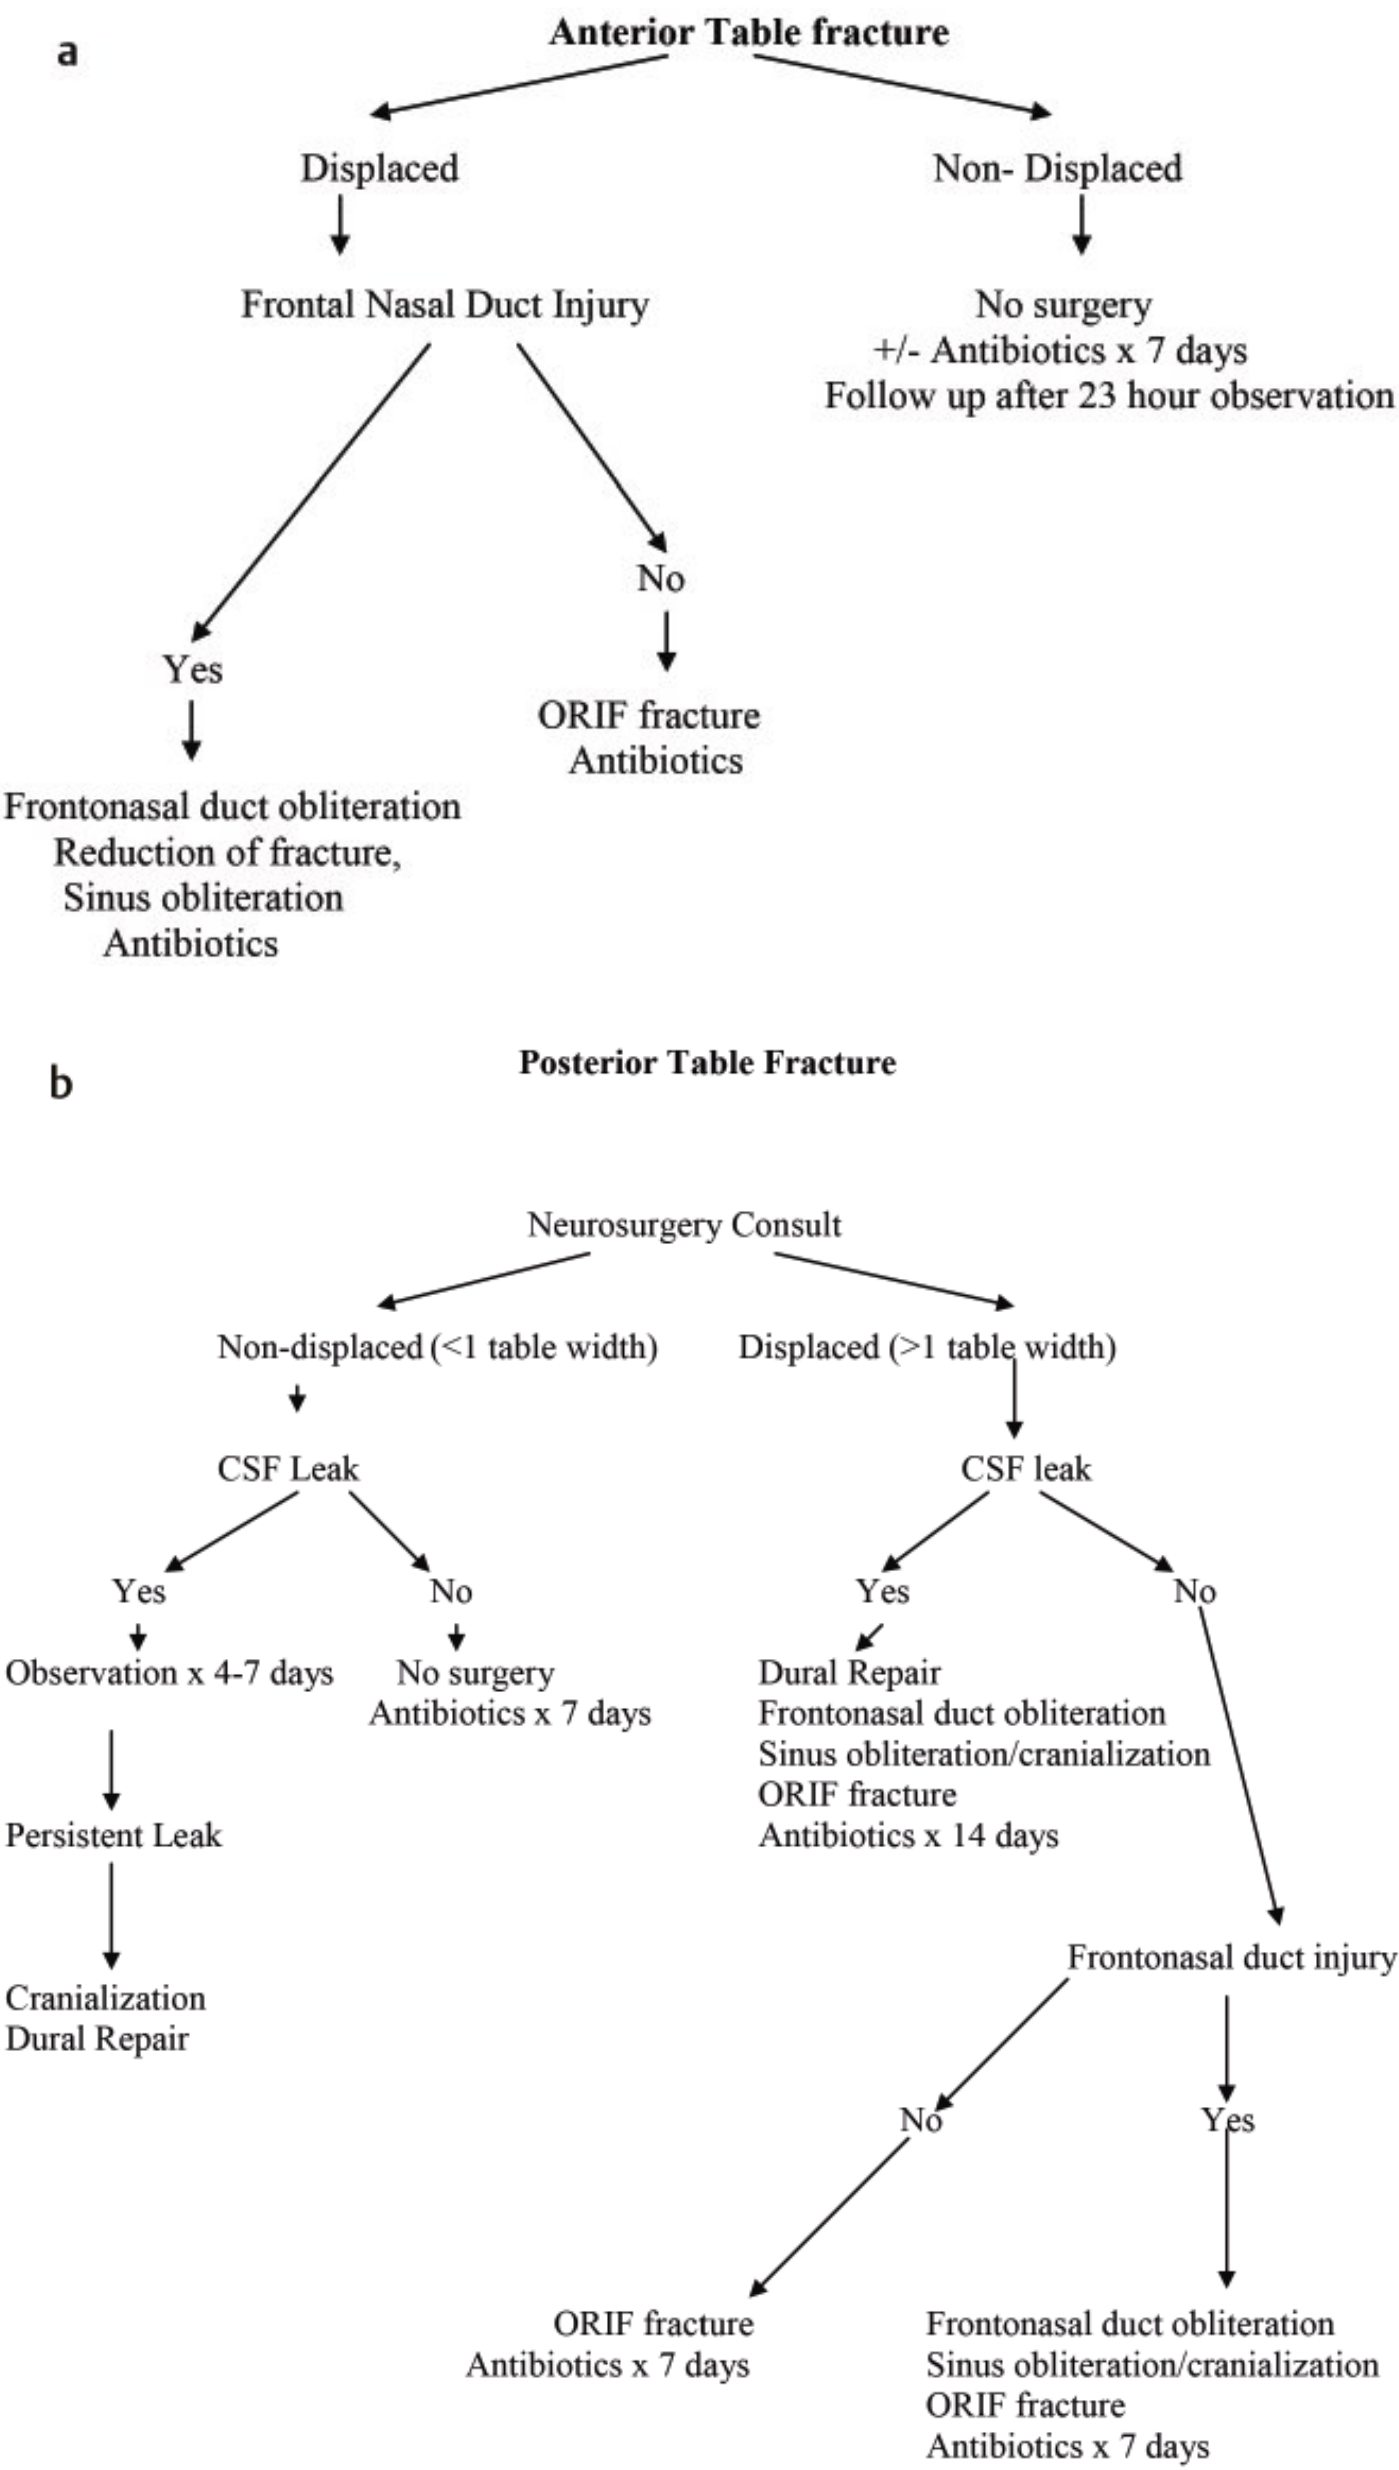 a
Anterior Table fracture
Displaced
Non- Displaced
Frontal Nasal Duct Injury
No surgery
+/- Antibiotics x 7 days
Follow up after 23 hour observation
No
Yes
ORIF fracture
Antibiotics
Frontonasal duct obliteration
Reduction of fracture,
Sinus obliteration
Antibiotics
b
Posterior Table Fracture
Neurosurgery Consult
Non-displaced (<1 table width)
Displaced (>1 table width)
CSF Leak
CSF leak
Yes
No
Yes
No
Observation x 4-7 days
No surgery
Antibiotics x 7 days
Dural Repair
Frontonasal duct obliteration
Sinus obliteration/cranialization
ORIF fracture
Antibiotics x 14 days
Persistent Leak
Cranialization
Dural Repair
Frontonasal duct injury
No
Yes
ORIF fracture
Antibiotics x 7 days
Frontonasal duct obliteration
Sinus obliteration/cranialization
ORIF fracture
Antibiotics x 7 days